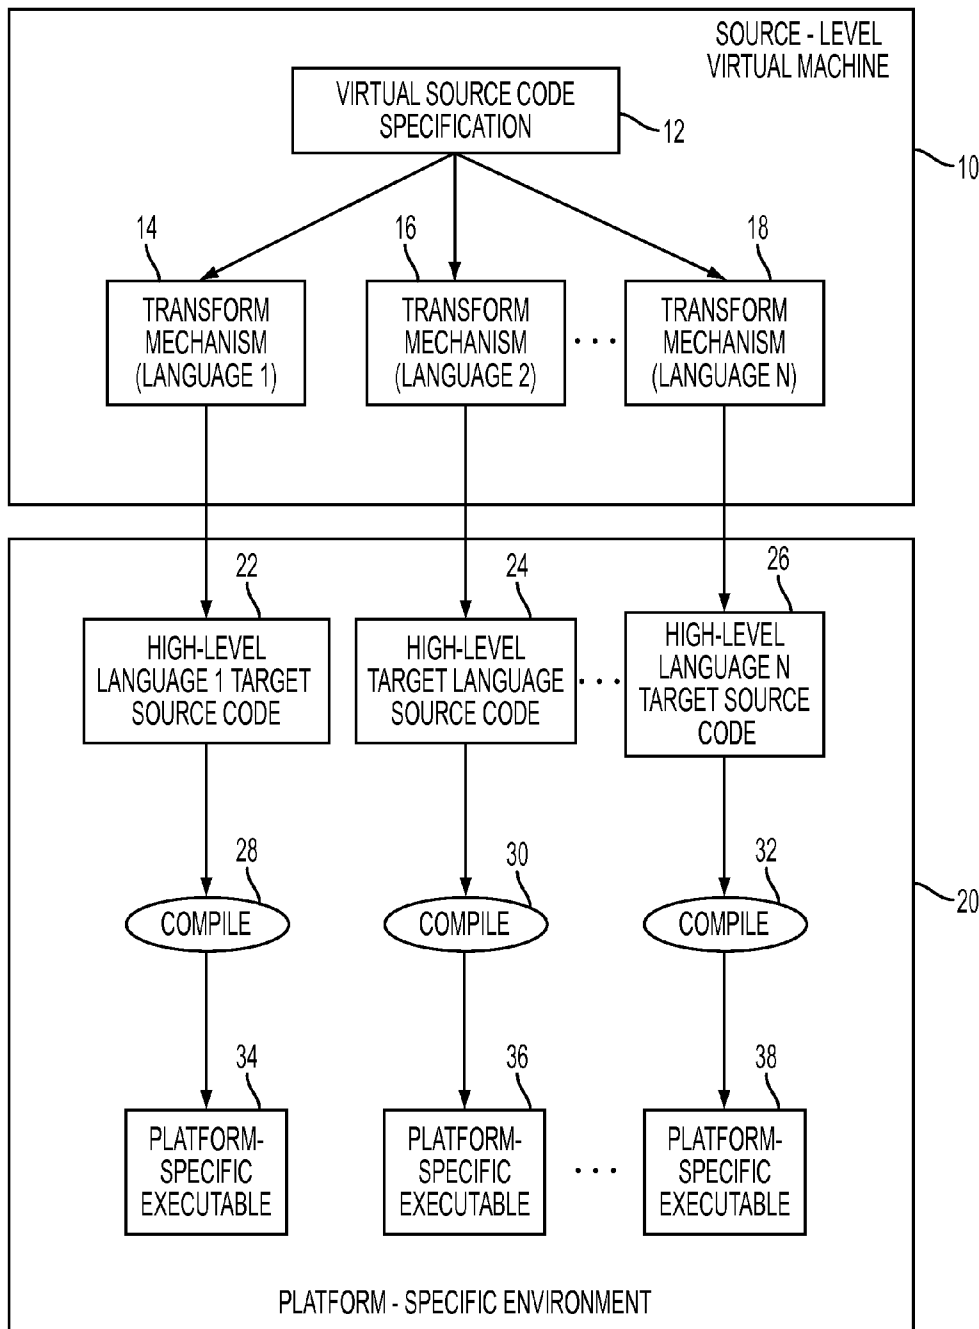 SOURCE - LEVEL
VIRTUAL MACHINE
VIRTUAL SOURCE CODE
SPECIFICATION
12
10
14
16
18
TRANSFORM
MECHANISM
(LANGUAGE 1)
TRANSFORM
MECHANISM
(LANGUAGE 2)
. . .
TRANSFORM
MECHANISM
(LANGUAGE N)
22
24
26
HIGH-LEVEL
LANGUAGE 1 TARGET
SOURCE CODE
HIGH-LEVEL
TARGET LANGUAGE
SOURCE CODE
. . .
HIGH-LEVEL
LANGUAGE N
TARGET SOURCE
CODE
28
30
32
COMPILE
COMPILE
COMPILE
20
34
36
38
PLATFORM-
SPECIFIC
EXECUTABLE
PLATFORM-
SPECIFIC
EXECUTABLE
. . .
PLATFORM-
SPECIFIC
EXECUTABLE
PLATFORM - SPECIFIC ENVIRONMENT